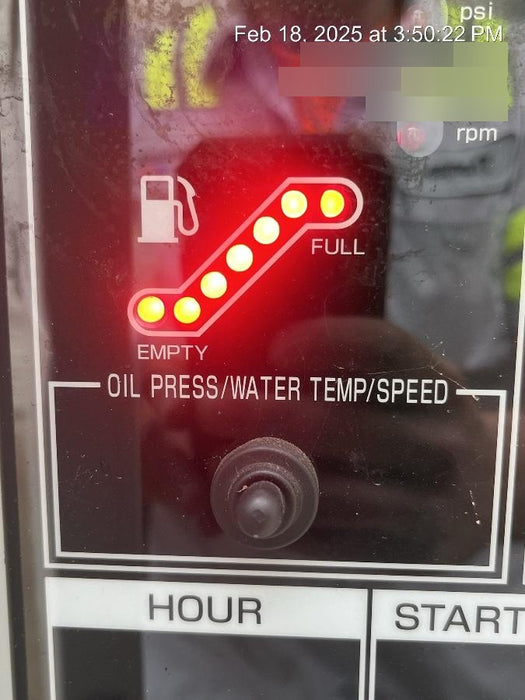 psi
Feb 18. 2025 at 3:50:22 PM
rpm
FULL
EMPTY
OIL PRESS/WATER TEMP/SPEED
HOUR
START